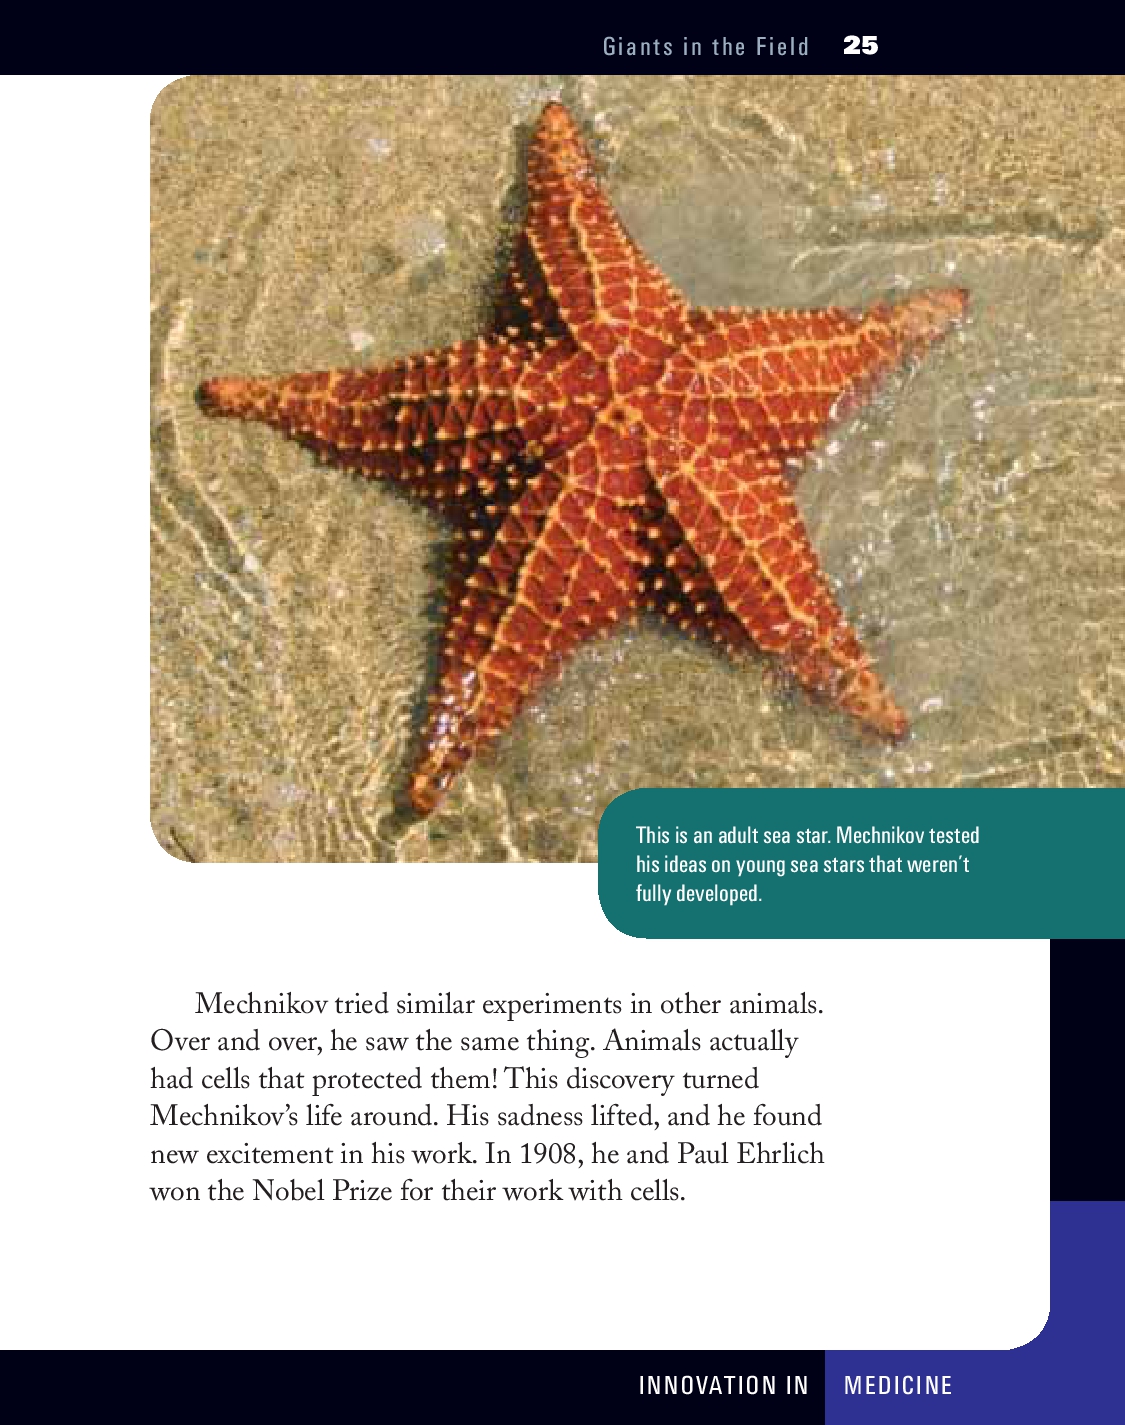 Giants in the Field 25
This is an adult sea star. Mechnikov tested
his ideas on young sea stars that weren't
fully developed.
Mechnikov tried similar experiments in other animals.
Over and over, he saw the same thing. Animals actually
had cells that protected them! This discovery turned
Mechnikov's life around. His sadness lifted, and he found
new excitement in his work. In 1908, he and Paul Ehrlich
won the Nobel Prize for their work with cells.
INNOVATION IN MEDICINE